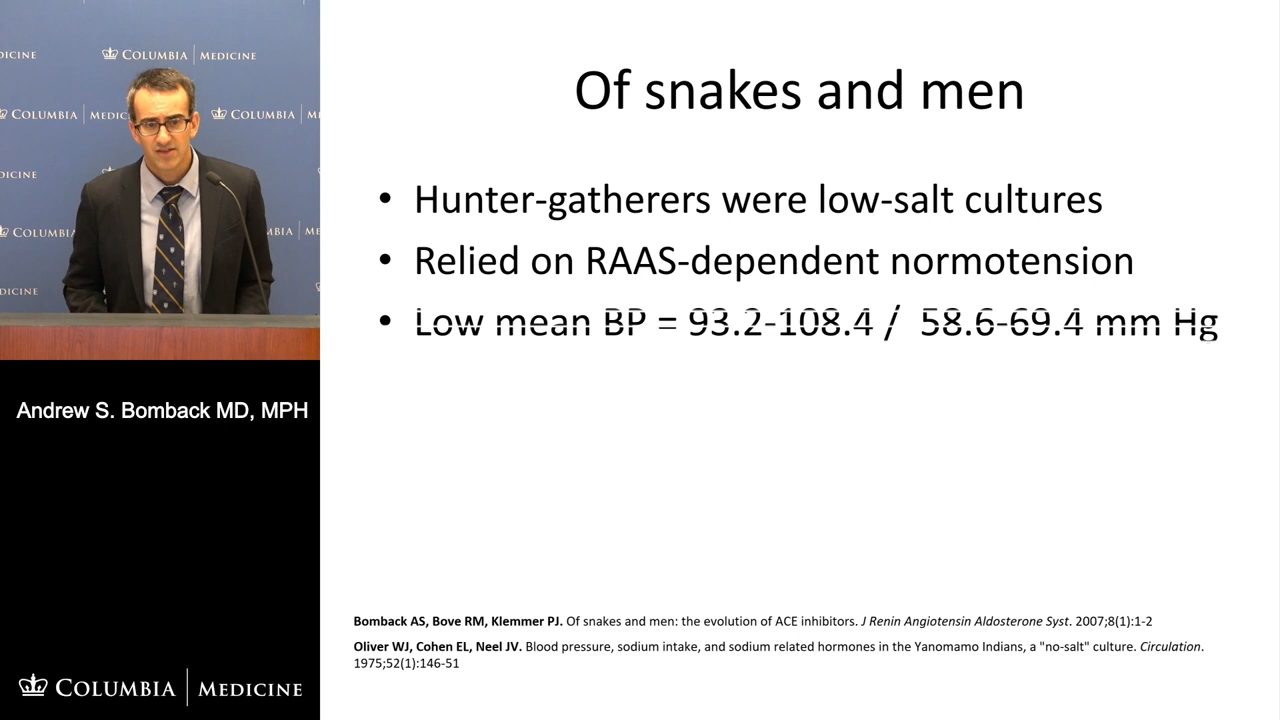 DICINE
COLUMBIA | MEDICINE
COLUMBIA | MEDIC
COLUMBIA | M
DICINE
COLUMBIA
MBIA | M
DICINE
Of snakes and men
• Hunter-gatherers were low-salt cultures
• Relied on RAAS-dependent normotension
• Low mean BP = 93.2-108.4 / 58.6-69.4 mm Hg
Andrew S. Bomback MD, MPH
Bomback AS, Bove RM, Klemmer PJ. Of snakes and men: the evolution of ACE inhibitors. J Renin Angiotensin Aldosterone Syst. 2007;8(1):1-2
Oliver WJ, Cohen EL, Neel JV. Blood pressure, sodium intake, and sodium related hormones in the Yanomamo Indians, a "no-salt" culture. Circulation.
1975;52(1):146-51
COLUMBIA | MEDICINE